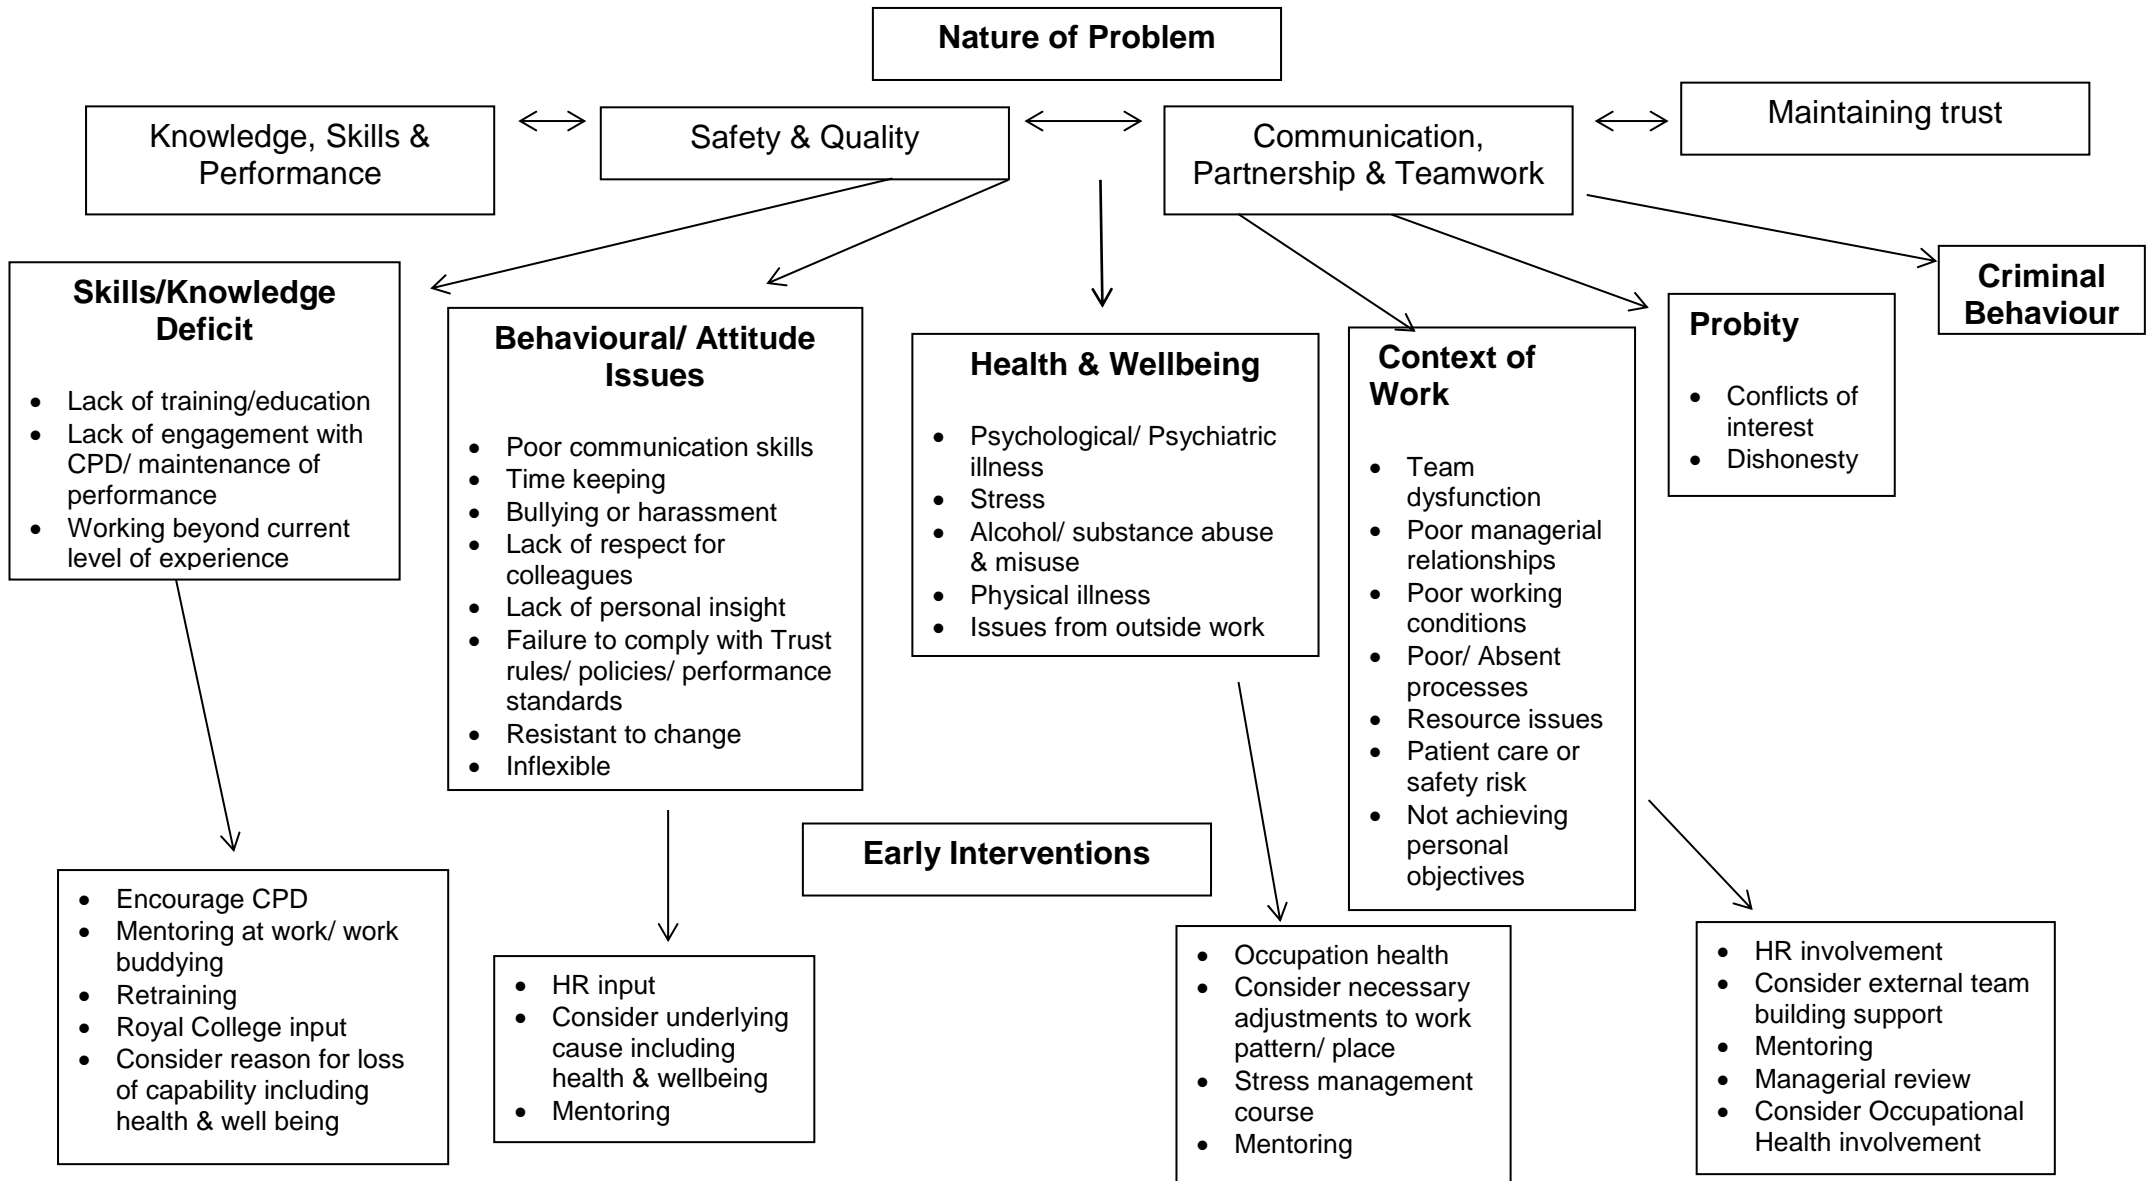 Nature of Problem
Knowledge, Skills &
Performance
Safety & Quality
Communication,
Partnership & Teamwork
Maintaining trust
Skills/Knowledge
Deficit
• Lack of training/education
• Lack of engagement with
CPD/ maintenance of
performance
• Working beyond current
level of experience
Behavioural/ Attitude
Issues
• Poor communication skills
• Time keeping
• Bullying or harassment
• Lack of respect for
colleagues
• Lack of personal insight
• Failure to comply with Trust
rules/ policies/ performance
standards
• Resistant to change
• Inflexible
Health & Wellbeing
• Psychological/ Psychiatric
illness
• Stress
• Alcohol/ substance abuse
& misuse
• Physical illness
• Issues from outside work
Context of
Work
• Team
dysfunction
• Poor managerial
relationships
• Poor working
conditions
• Poor/ Absent
processes
• Resource issues
• Patient care or
safety risk
• Not achieving
personal
objectives
Probity
• Conflicts of
interest
• Dishonesty
Criminal
Behaviour
Early Interventions
• Encourage CPD
• Mentoring at work/ work
buddying
• Retraining
• Royal College input
• Consider reason for loss
of capability including
health & well being
• HR input
• Consider underlying
cause including
health & wellbeing
• Mentoring
• Occupation health
• Consider necessary
adjustments to work
pattern/ place
• Stress management
course
• Mentoring
• HR involvement
• Consider external team
building support
• Mentoring
• Managerial review
• Consider Occupational
Health involvement